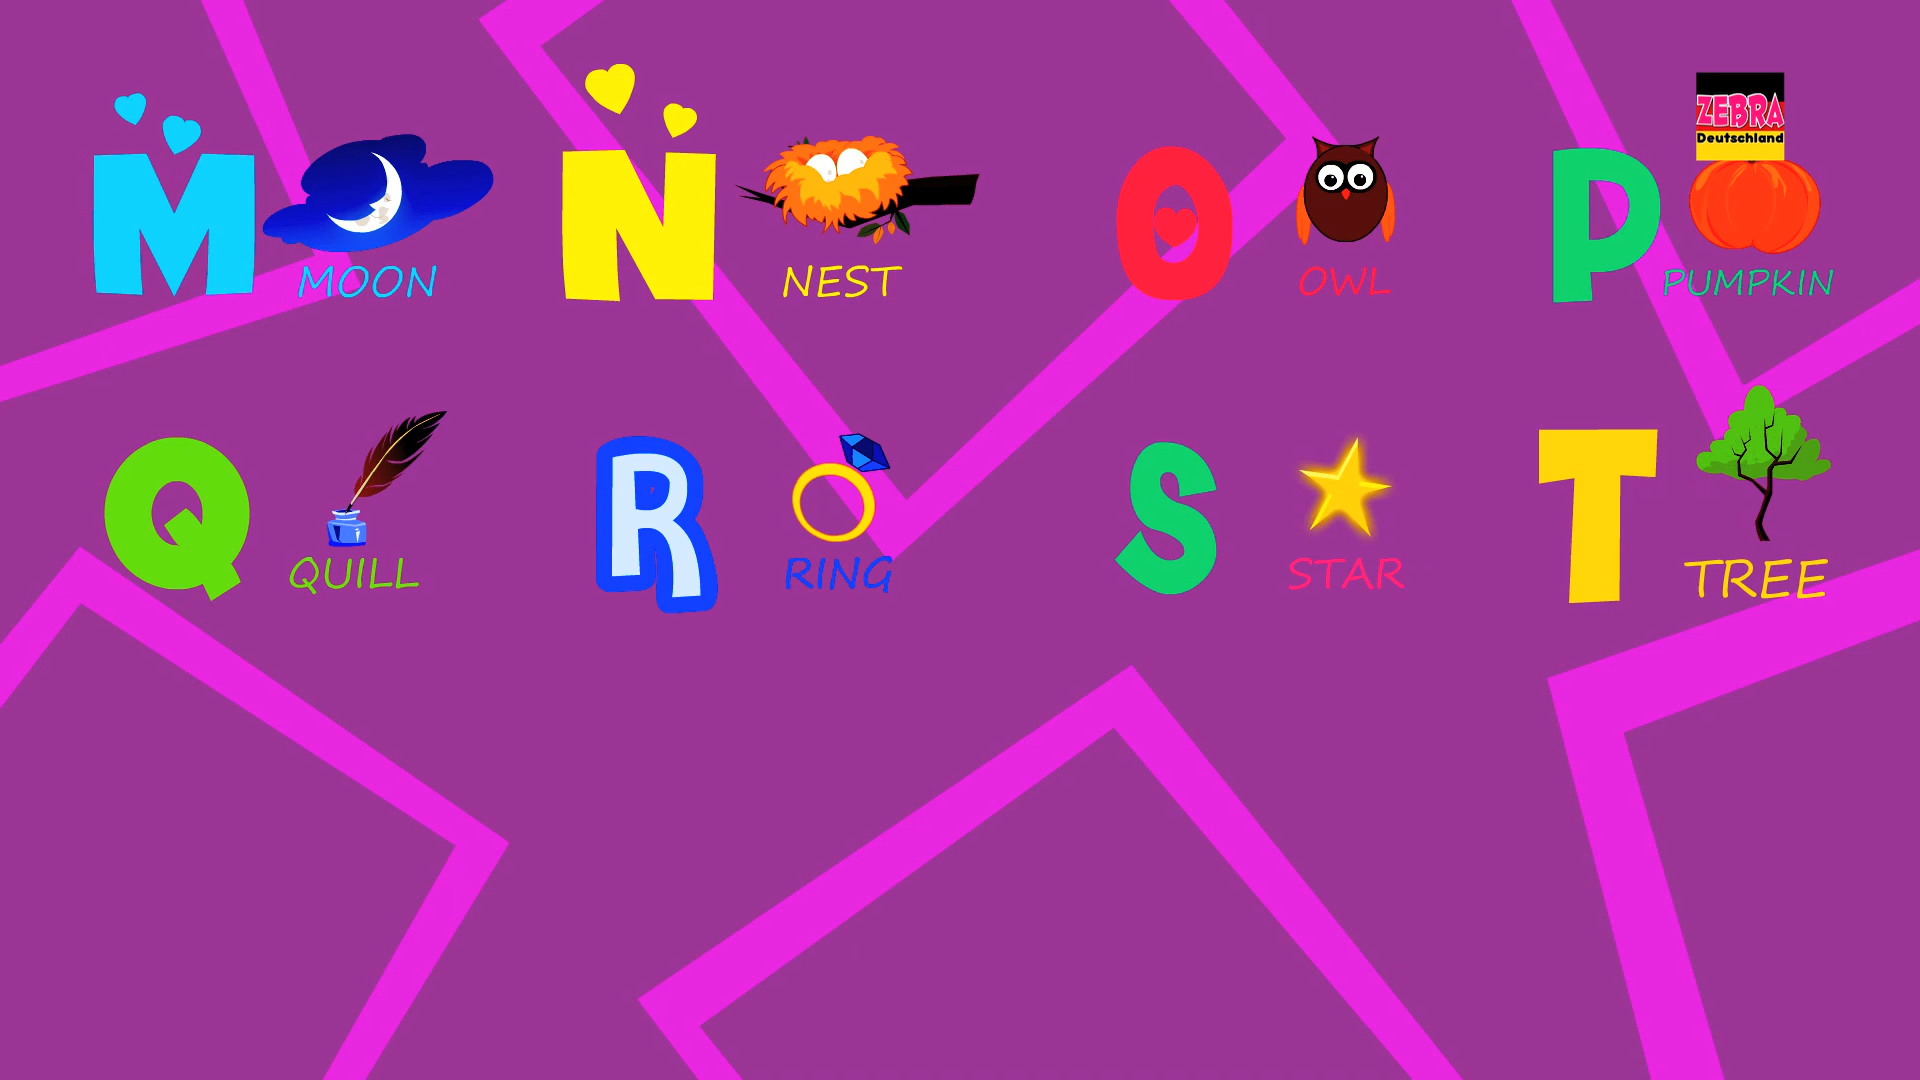 M MOON
N NEST
O OWL
P PUMPKIN
ZEBRA
Deutschland
Q QUILL
R RING
S STAR
T TREE